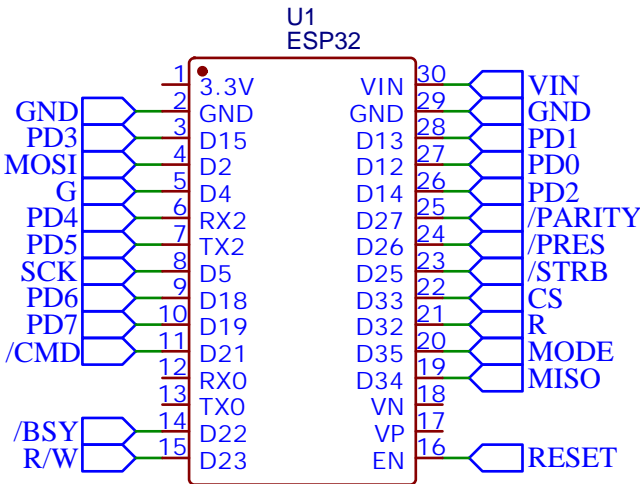 U1
ESP32
1 3.3V VIN 30 VIN
GND 2 GND GND 29 GND
PD3 3 D15 D13 28 PD1
MOSI 4 D2 D12 27 PD0
G 5 D4 D14 26 PD2
PD4 6 RX2 D27 25 /PARITY
PD5 7 TX2 D26 24 /PRES
SCK 8 D5 D25 23 /STRB
PD6 9 D18 D33 22 CS
PD7 10 D19 D32 21 R
/CMD 11 D21 D35 20 MODE
12 RX0 D34 19 MISO
13 TX0 VN 18
/BSY 14 D22 VP 17
R/W 15 D23 EN 16 RESET